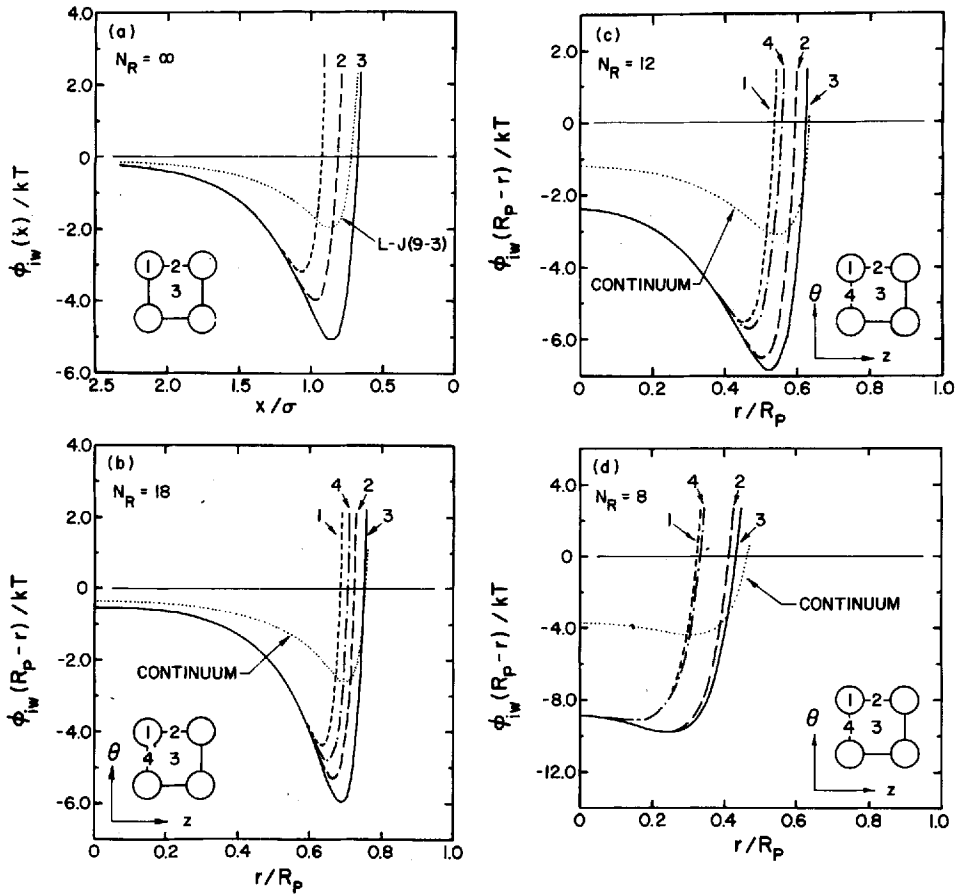 (a)
N_R = ∞
1 2 3
L-J(9-3)
1 2
3
4.0
2.0
0
-2.0
-4.0
-6.0
ϕ_iw(x)/kT
2.5 2.0 1.5 1.0 0.5 0
x/σ
(c)
N_R = 12
4 2
1 3
CONTINUUM
1 2
4 3
θ
z
2.0
0
-2.0
-4.0
-6.0
ϕ_iw(R_P-r)/kT
0 0.2 0.4 0.6 0.8 1.0
r/R_P
(b)
N_R = 18
4 2
1 3
CONTINUUM
1 2
4 3
θ
z
4.0
2.0
0
-2.0
-4.0
-6.0
ϕ_iw(R_P-r)/kT
0 0.2 0.4 0.6 0.8 1.0
r/R_P
(d)
N_R = 8
4 2
1 3
CONTINUUM
1 2
4 3
θ
z
4.0
0
-4.0
-8.0
-12.0
ϕ_iw(R_P-r)/kT
0 0.2 0.4 0.6 0.8 1.0
r/R_P